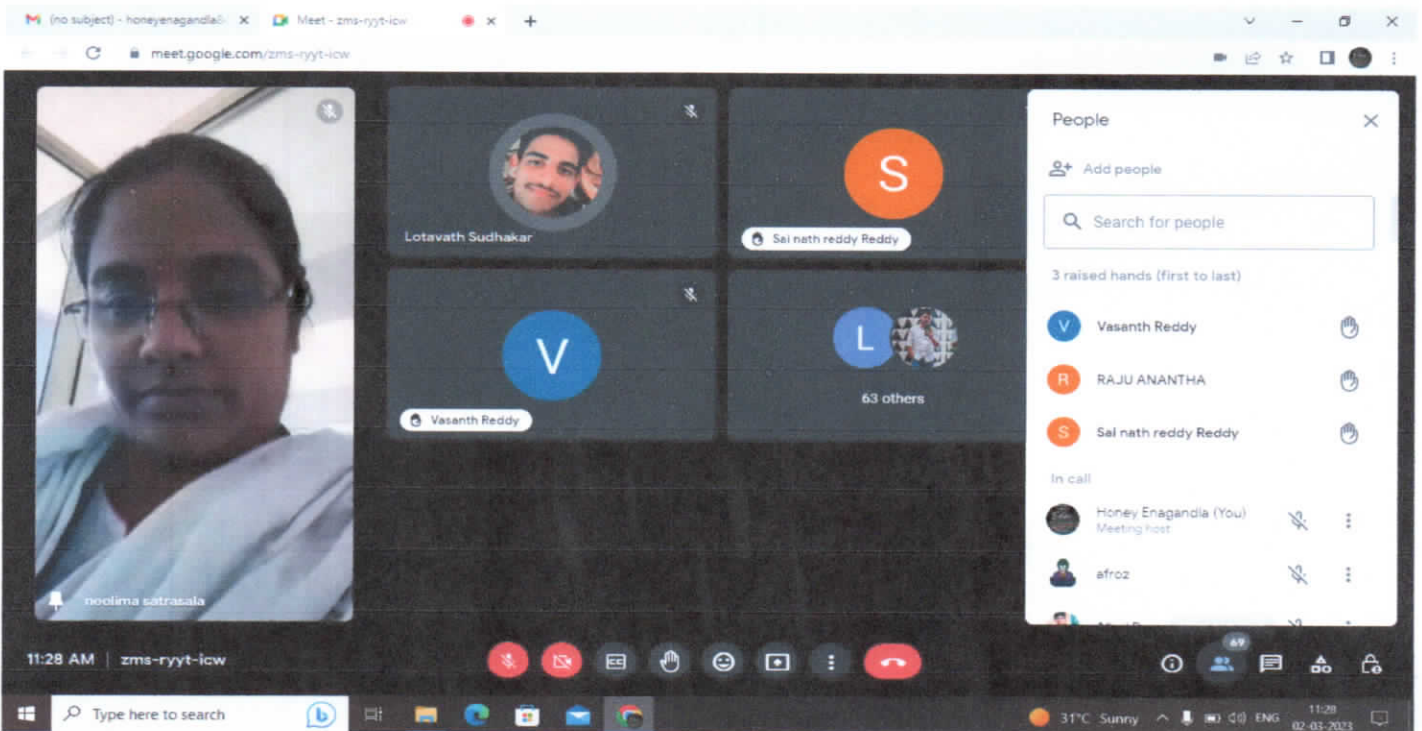 (no subject) - honeyenagandla8
Meet - zms-ryyt-icw
meet.google.com/zms-ryyt-icw
neelima satrasala
Lotavath Sudhakar
S
Sai nath reddy Reddy
V
Vasanth Reddy
L
63 others
People
Add people
Search for people
3 raised hands (first to last)
V Vasanth Reddy
R RAJU ANANTHA
S Sai nath reddy Reddy
In call
Honey Enagandla (You)
Meeting host
afroz
11:28 AM | zms-ryyt-icw
CC
69
Type here to search
b
31°C Sunny
ENG
11:28
02-03-2023